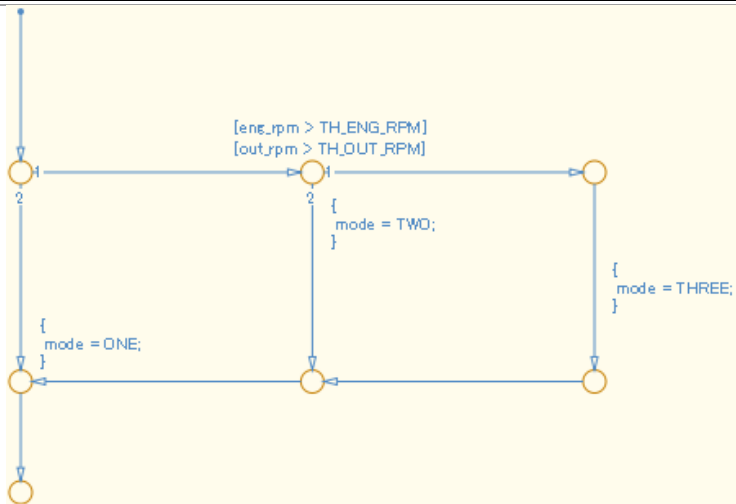 [eng_rpm > TH_ENG_RPM]
[out_rpm > TH_OUT_RPM]
1
1
2
2
{
mode = TWO;
}
{
mode = THREE;
}
{
mode = ONE;
}